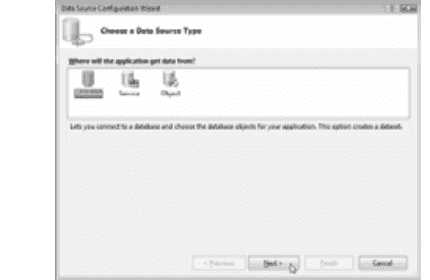 Data Source Configuration Wizard
Choose a Data Source Type
Where will the application get data from?
Database Service Object
Lets you connect to a database and choose the database objects for your application. This option creates a dataset.
< Previous Next > Finish Cancel